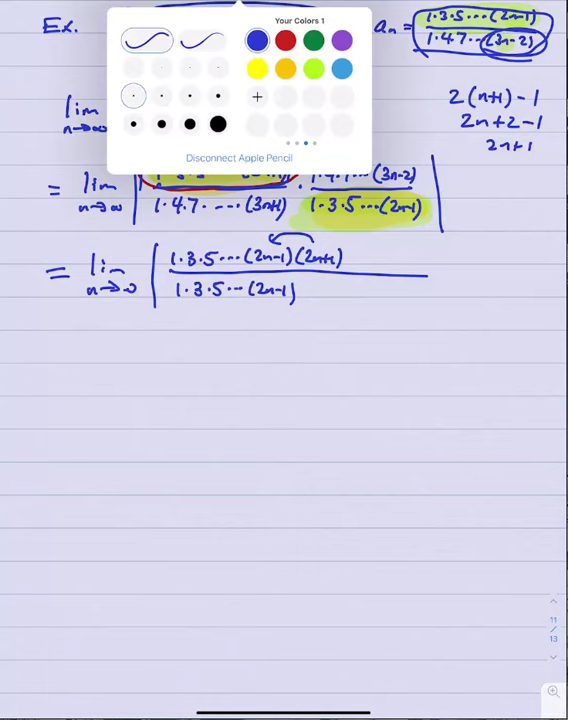 Ex.
Your Colors 1
aₙ = 1·3·5···(2n-1) / 1·4·7···(3n-2)
Disconnect Apple Pencil
lim n→∞
2(n+1) - 1
2n+2-1
2n+1
= lim n→∞ | / 1·4·7·...·(3n+1) · 1·4·7···(3n-2) / 1·3·5···(2n-1) |
= lim n→∞ | 1·3·5···(2n-1)(2n+1) / 1·3·5···(2n-1)
11
13